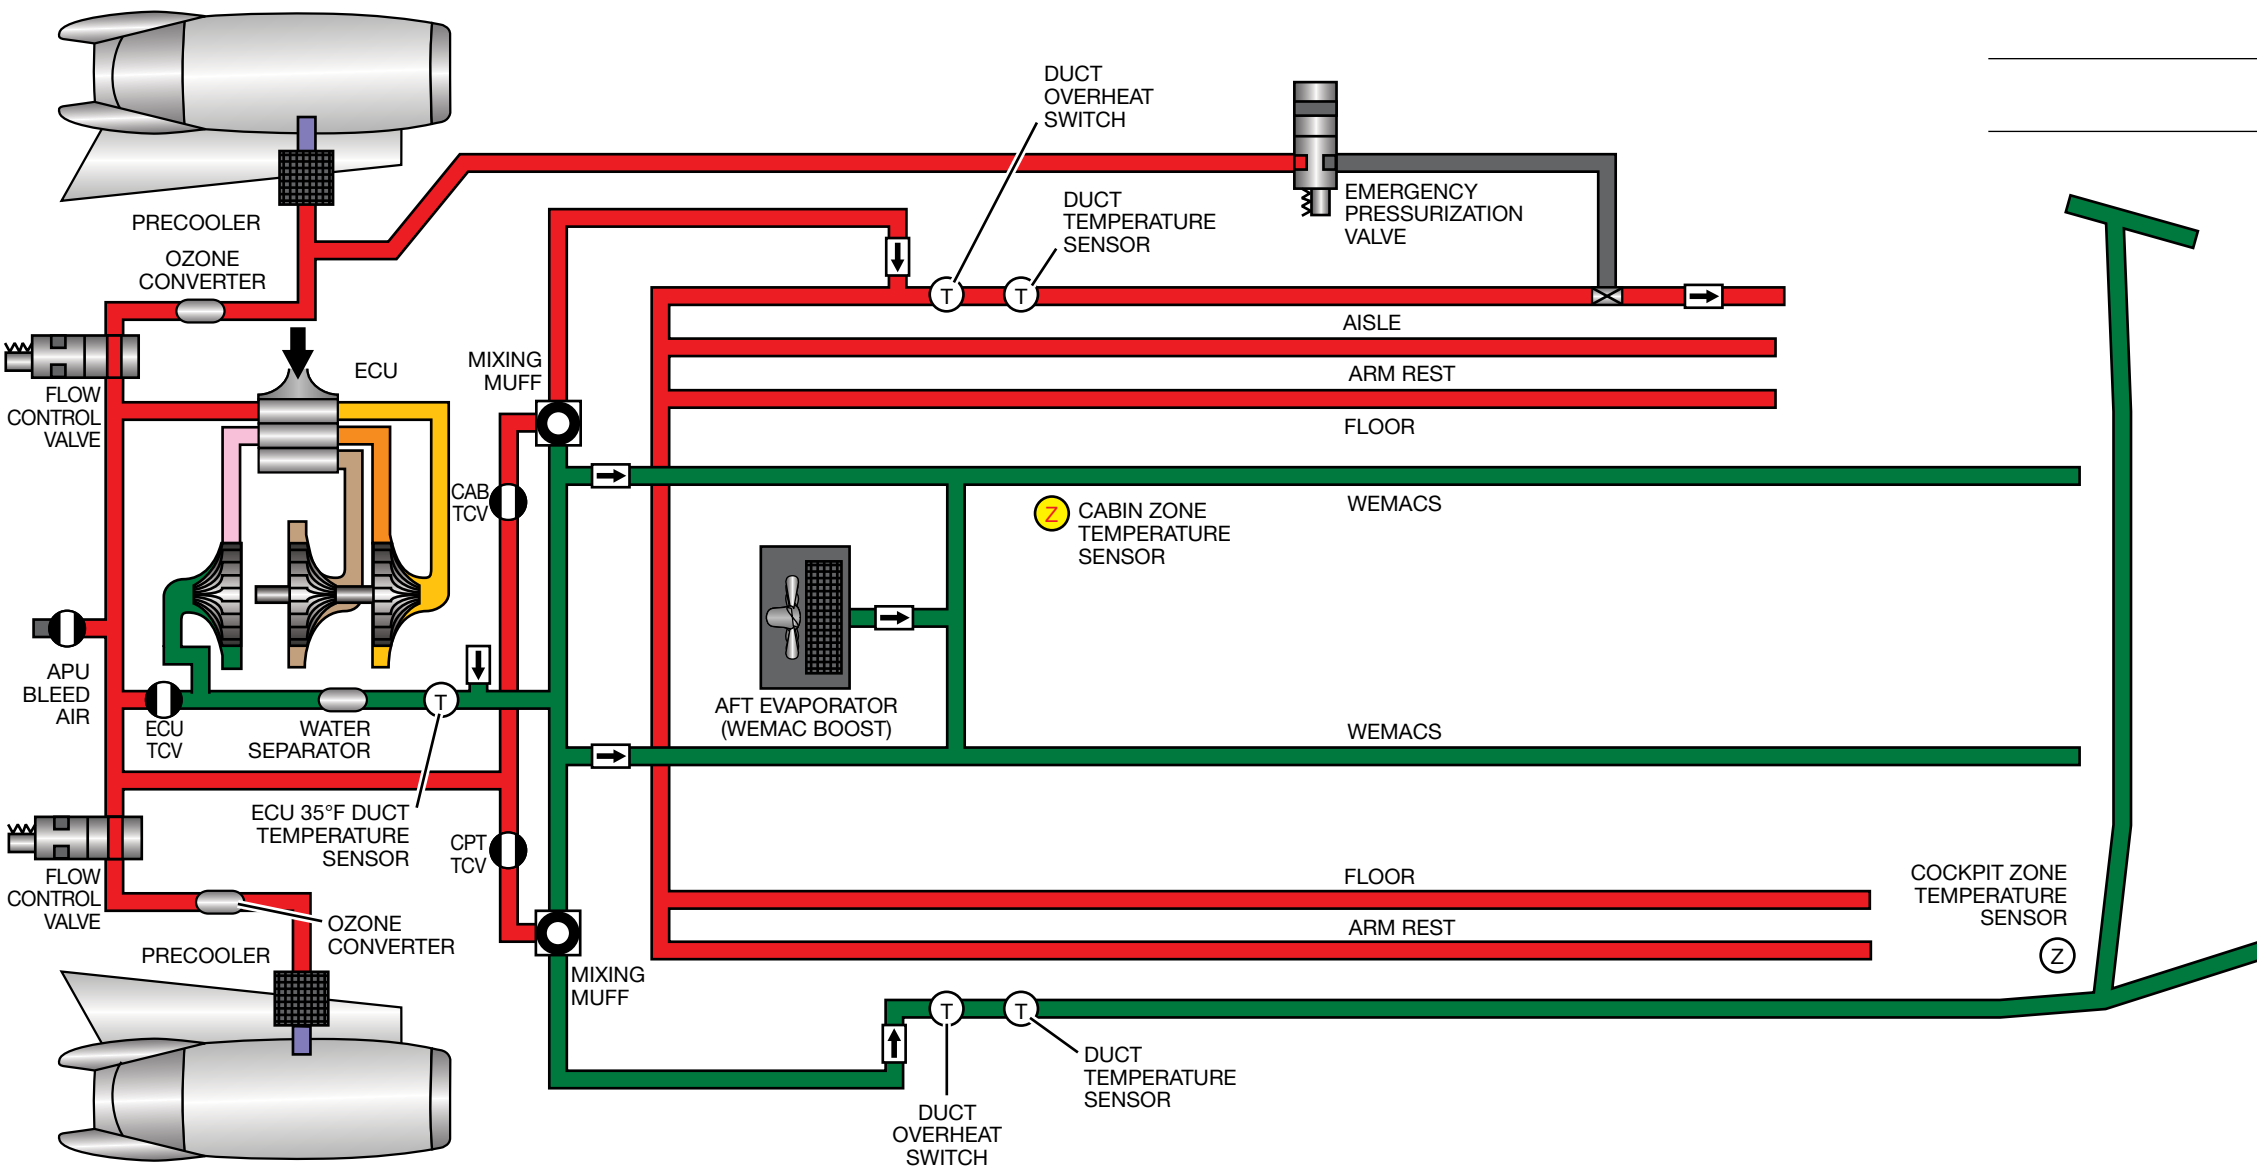 DUCT
OVERHEAT
SWITCH
DUCT
TEMPERATURE
SENSOR
EMERGENCY
PRESSURIZATION
VALVE
PRECOOLER
OZONE
CONVERTER
T
T
AISLE
ARM REST
FLOOR
MIXING
MUFF
ECU
FLOW
CONTROL
VALVE
CAB
TCV
WEMACS
Z
CABIN ZONE
TEMPERATURE
SENSOR
APU
BLEED
AIR
ECU
TCV
WATER
SEPARATOR
T
AFT EVAPORATOR
(WEMAC BOOST)
WEMACS
ECU 35°F DUCT
TEMPERATURE
SENSOR
CPT
TCV
FLOW
CONTROL
VALVE
OZONE
CONVERTER
PRECOOLER
MIXING
MUFF
FLOOR
ARM REST
COCKPIT ZONE
TEMPERATURE
SENSOR
Z
T
T
DUCT
TEMPERATURE
SENSOR
DUCT
OVERHEAT
SWITCH